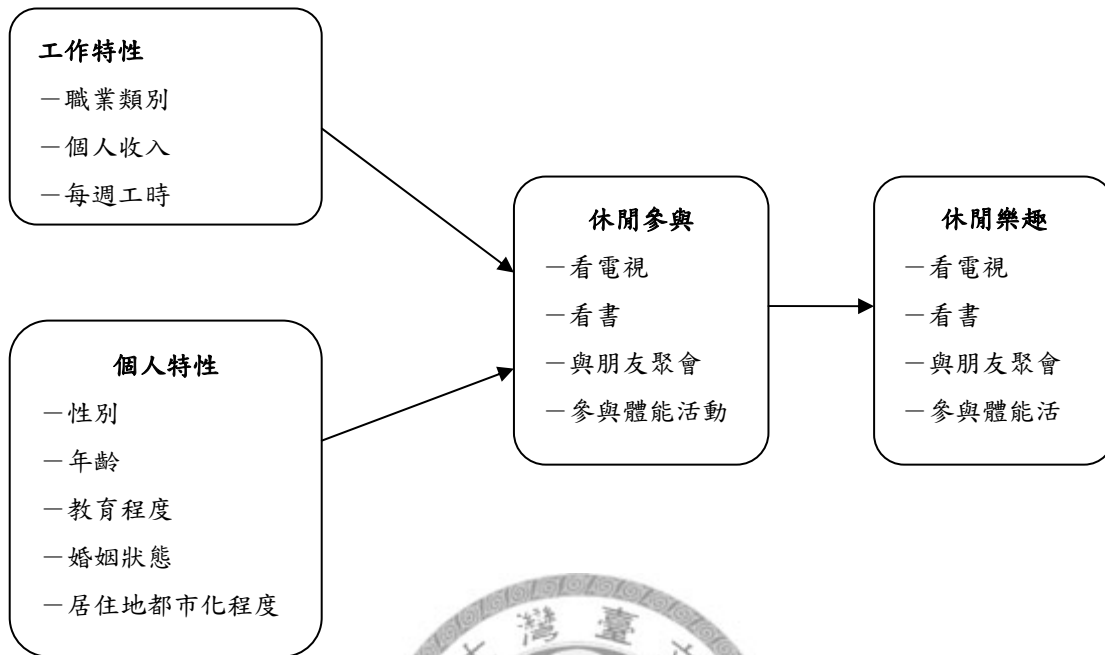 工作特性
－職業類別
－個人收入
－每週工時
個人特性
－性別
－年齡
－教育程度
－婚姻狀態
－居住地都市化程度
休閒參與
－看電視
－看書
－與朋友聚會
－參與體能活動
休閒樂趣
－看電視
－看書
－與朋友聚會
－參與體能活
灣臺